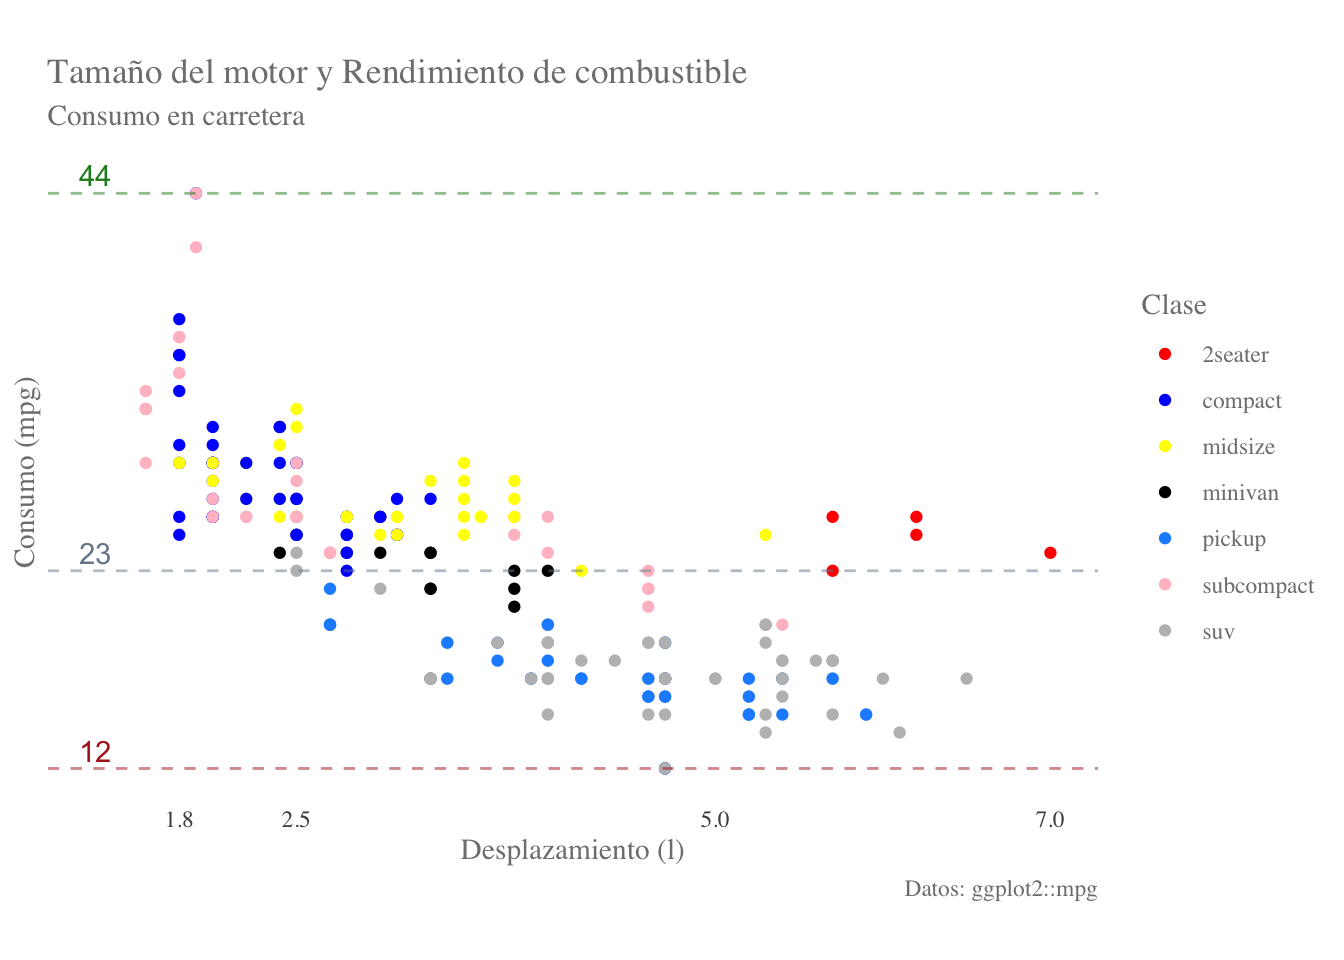 Tamaño del motor y Rendimiento de combustible
Consumo en carretera
44
23
12
Consumo (mpg)
1.8 2.5 5.0 7.0
Desplazamiento (l)
Datos: ggplot2::mpg
Clase
2seater
compact
midsize
minivan
pickup
subcompact
suv